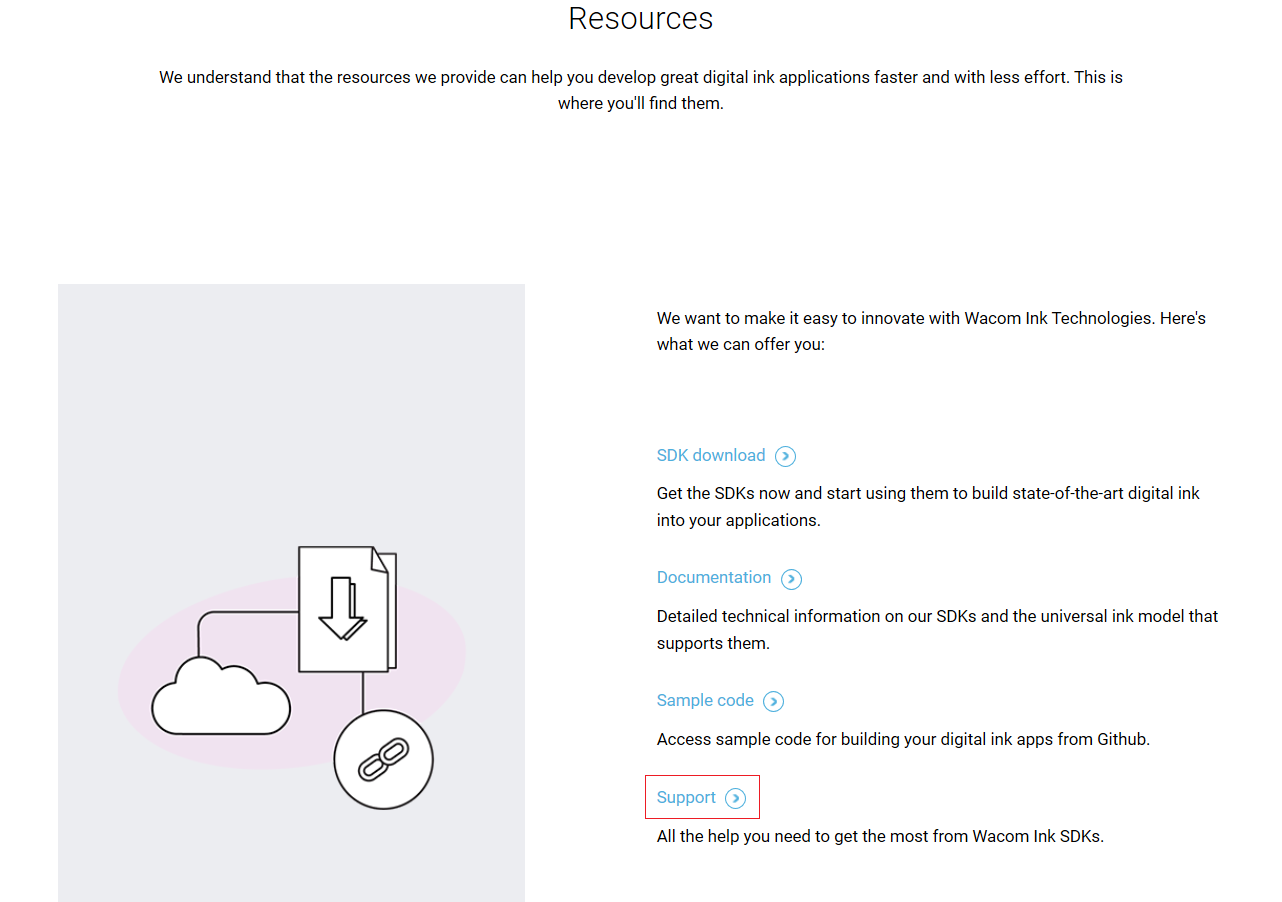 Resources
We understand that the resources we provide can help you develop great digital ink applications faster and with less effort. This is
where you'll find them.
We want to make it easy to innovate with Wacom Ink Technologies. Here's
what we can offer you:
SDK download
Get the SDKs now and start using them to build state-of-the-art digital ink
into your applications.
Documentation
Detailed technical information on our SDKs and the universal ink model that
supports them.
Sample code
Access sample code for building your digital ink apps from Github.
Support
All the help you need to get the most from Wacom Ink SDKs.